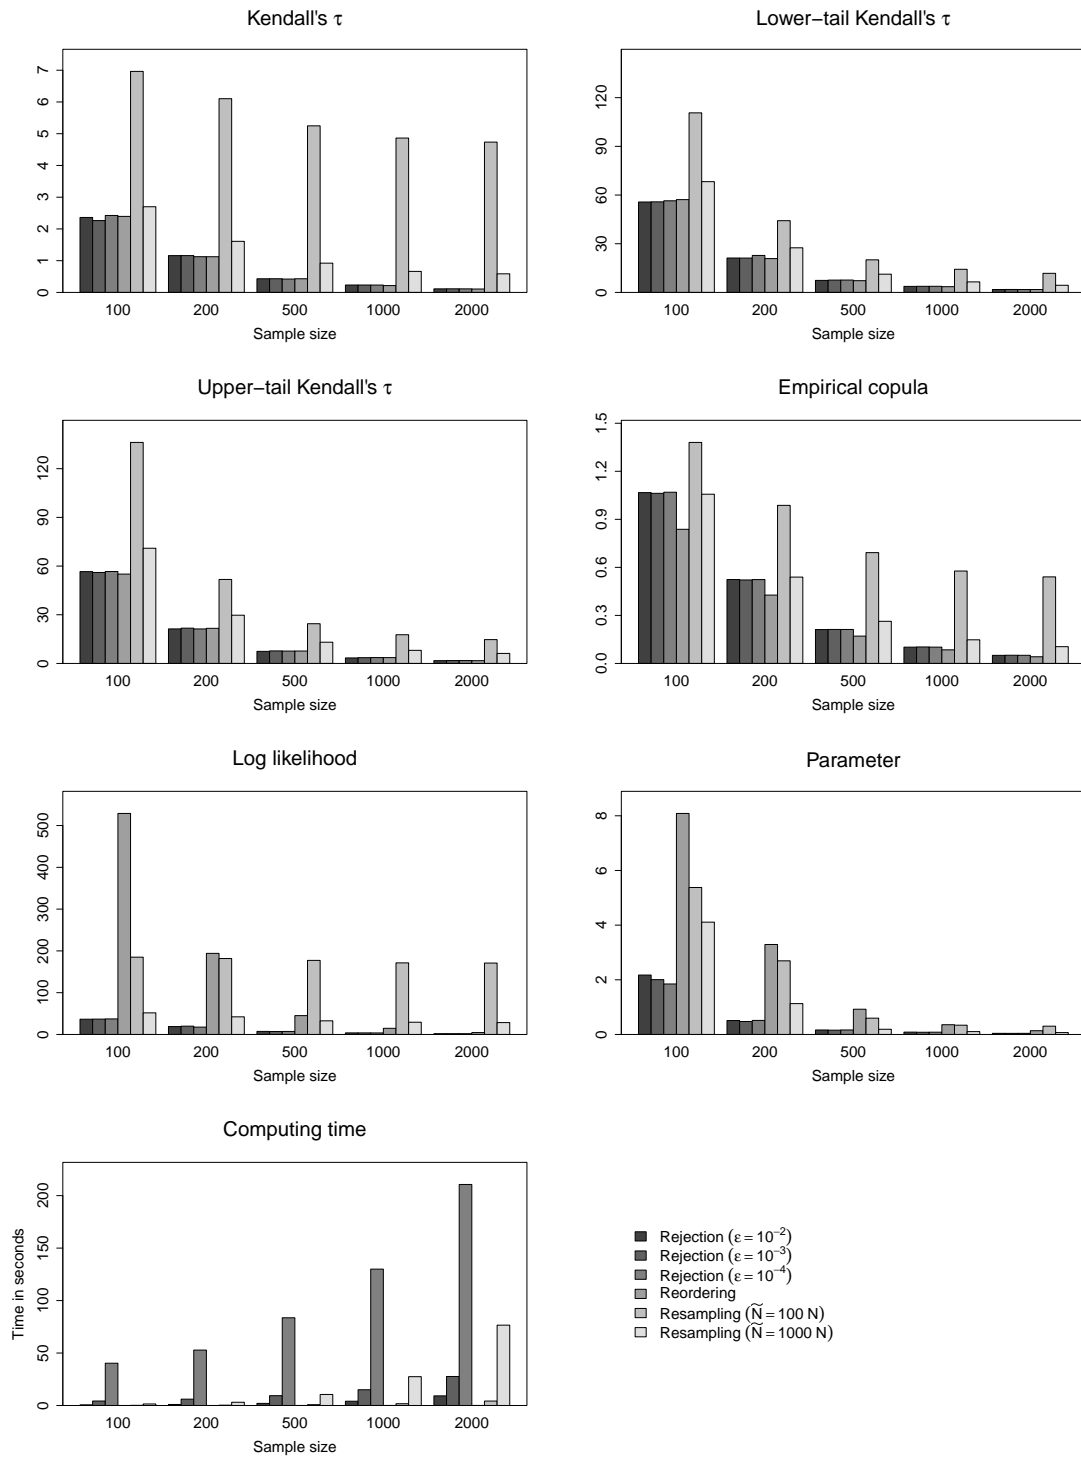 Kendall's τ
7
6
5
4
3
2
1
0
100 200 500 1000 2000
Sample size
Lower−tail Kendall's τ
120
90
60
30
0
100 200 500 1000 2000
Sample size
Upper−tail Kendall's τ
120
90
60
30
0
100 200 500 1000 2000
Sample size
Empirical copula
1.5
1.2
0.9
0.6
0.3
0.0
100 200 500 1000 2000
Sample size
Log likelihood
500
400
300
200
100
0
100 200 500 1000 2000
Sample size
Parameter
8
6
4
2
0
100 200 500 1000 2000
Sample size
Computing time
Time in seconds
200
150
100
50
0
100 200 500 1000 2000
Sample size
Rejection (ε = 10⁻²)
Rejection (ε = 10⁻³)
Rejection (ε = 10⁻⁴)
Reordering
Resampling (Ñ = 100 N)
Resampling (Ñ = 1000 N)